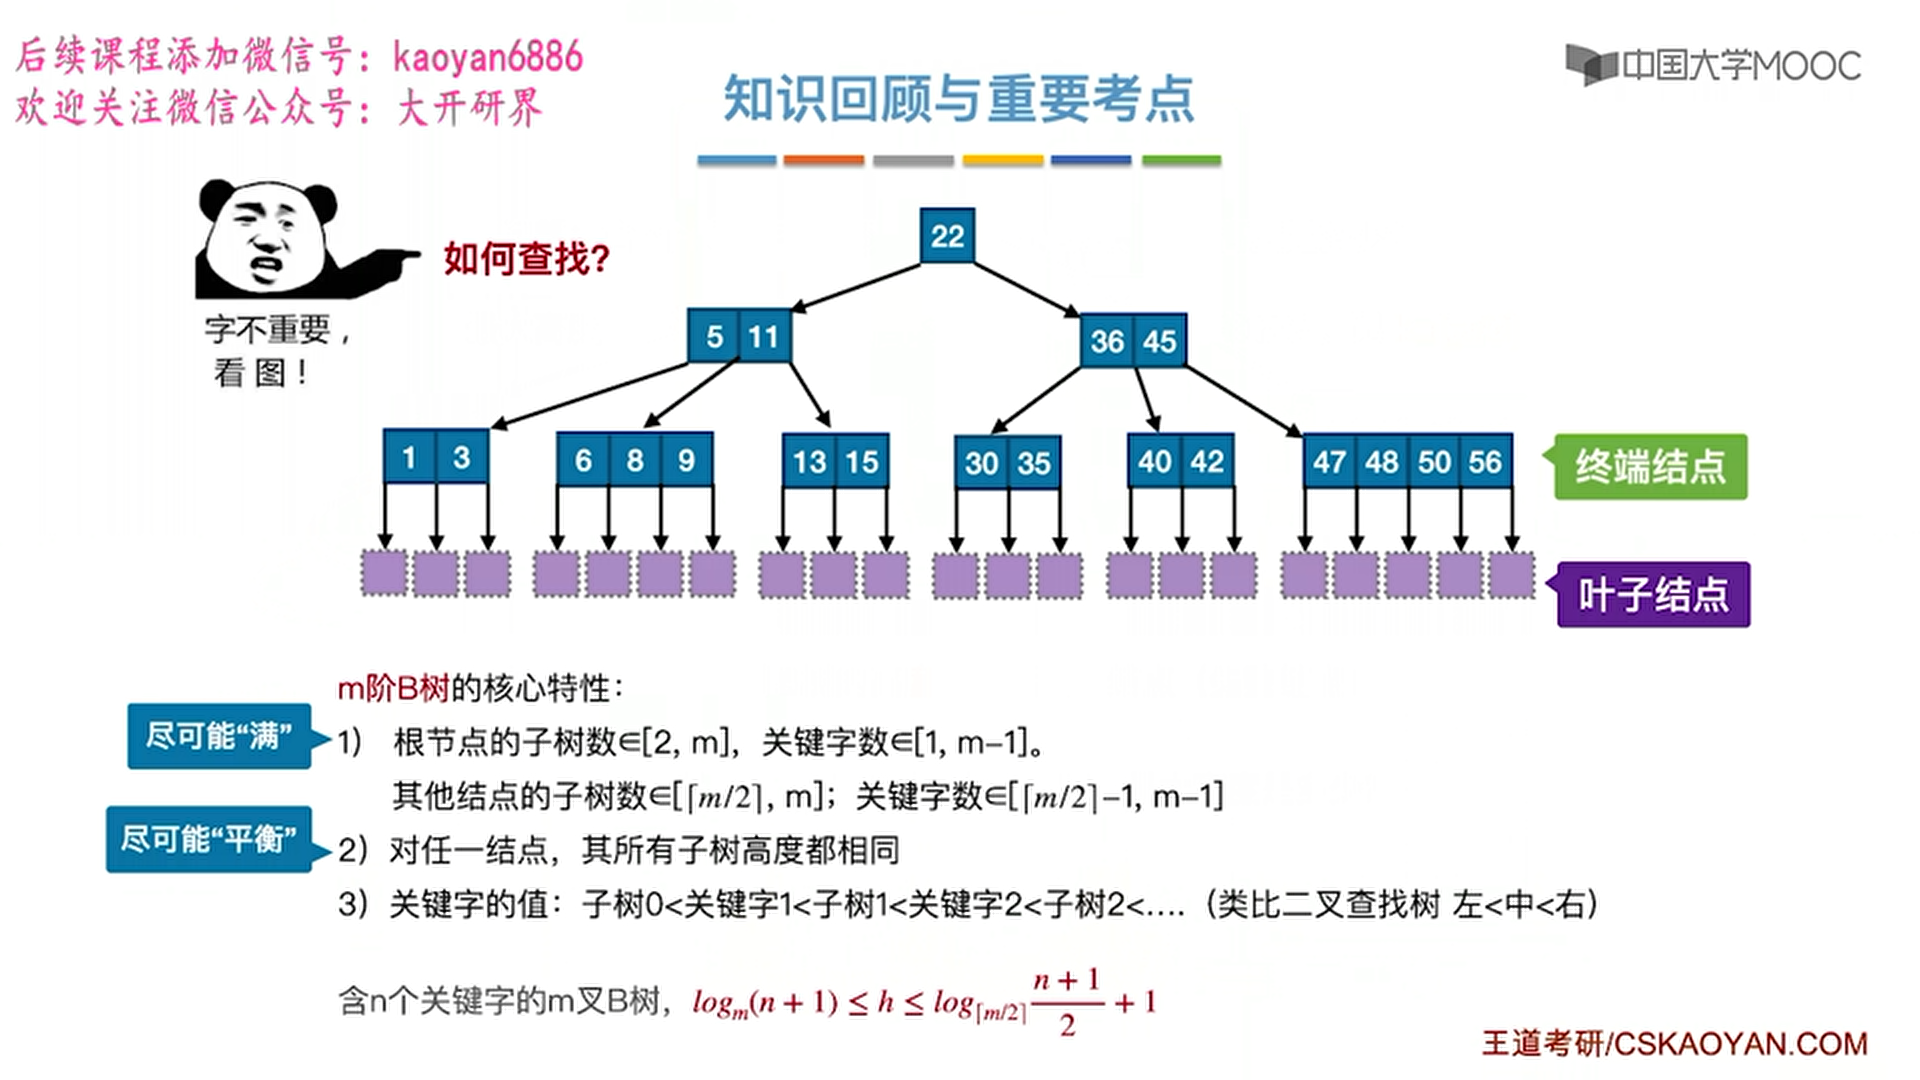 后续课程添加微信号：kaoyan6886
欢迎关注微信公众号：大开研界
中国大学MOOC
知识回顾与重要考点
如何查找?
字不重要，
看图！
22
5 11
36 45
1 3
6 8 9
13 15
30 35
40 42
47 48 50 56
终端结点
叶子结点
m阶B树的核心特性：
尽可能“满”
1） 根节点的子树数∈[2, m]，关键字数∈[1, m–1]。
其他结点的子树数∈[⌈m/2⌉, m]；关键字数∈[⌈m/2⌉–1, m–1]
尽可能“平衡”
2）对任一结点，其所有子树高度都相同
3）关键字的值：子树0<关键字1<子树1<关键字2<子树2<….（类比二叉查找树 左<中<右）
含n个关键字的m叉B树，log_m(n + 1) ≤ h ≤ log_⌈m/2⌉ (n + 1)/2 + 1
王道考研/CSKAOYAN.COM